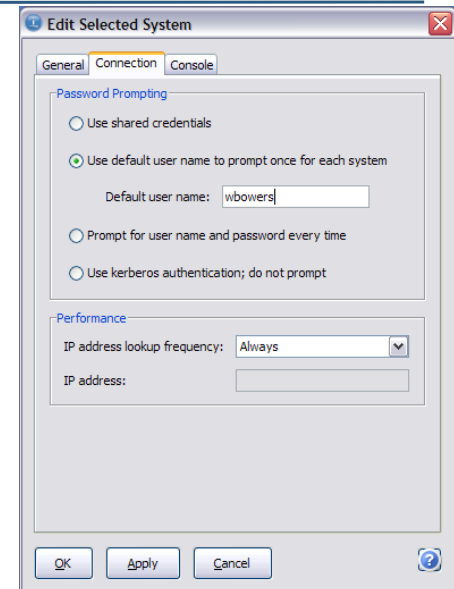 Edit Selected System
General Connection Console
Password Prompting
Use shared credentials
Use default user name to prompt once for each system
Default user name: wbowers
Prompt for user name and password every time
Use kerberos authentication; do not prompt
Performance
IP address lookup frequency: Always
IP address:
OK Apply Cancel ?